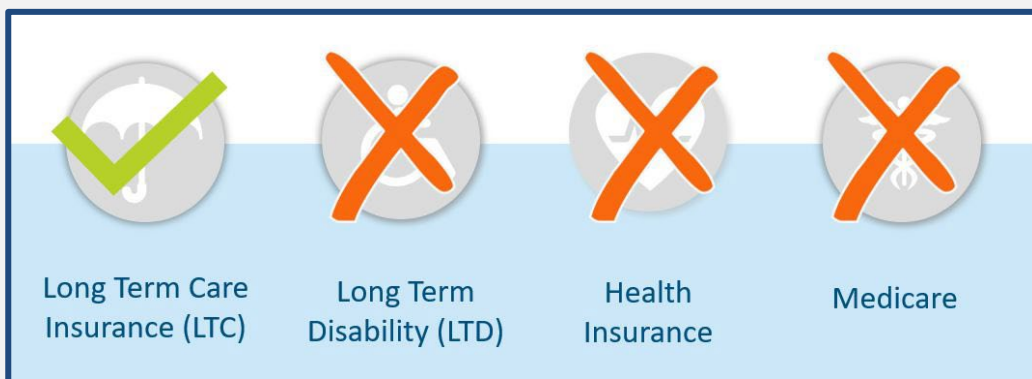 Long Term Care
Insurance (LTC)
Long Term
Disability (LTD)
Health
Insurance
Medicare